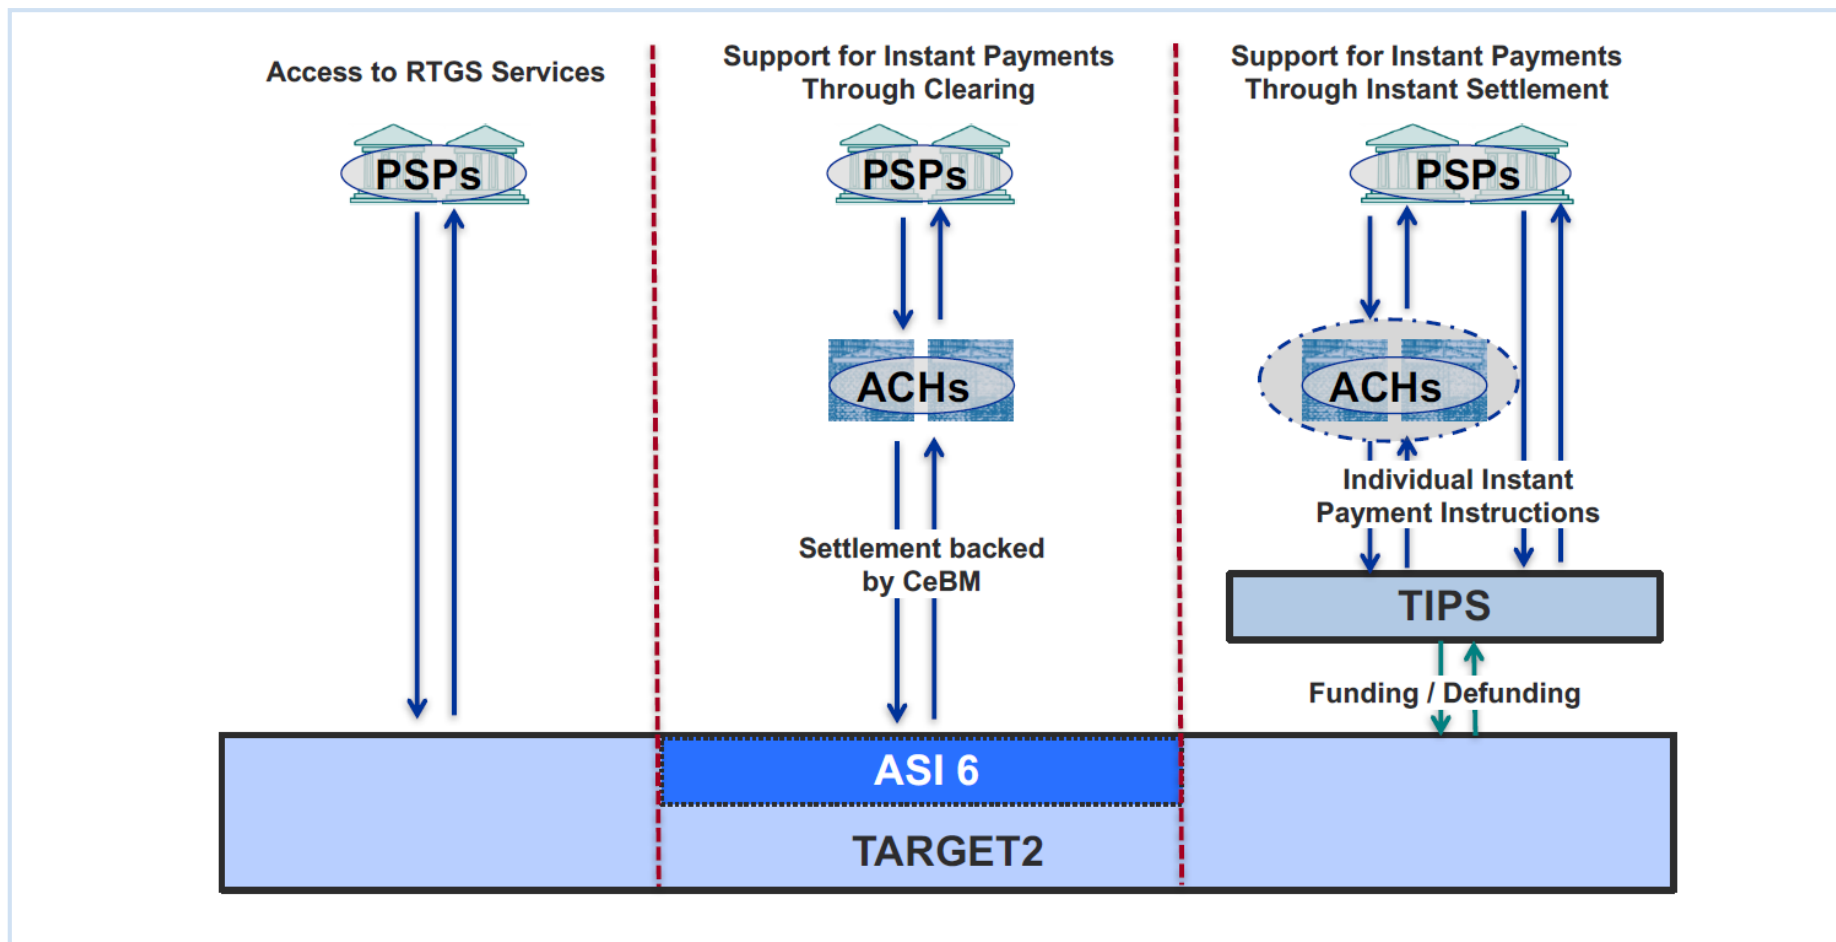 Access to RTGS Services
PSPs
Support for Instant Payments
Through Clearing
PSPs
ACHs
Settlement backed
by CeBM
Support for Instant Payments
Through Instant Settlement
PSPs
ACHs
Individual Instant
Payment Instructions
TIPS
Funding / Defunding
ASI 6
TARGET2